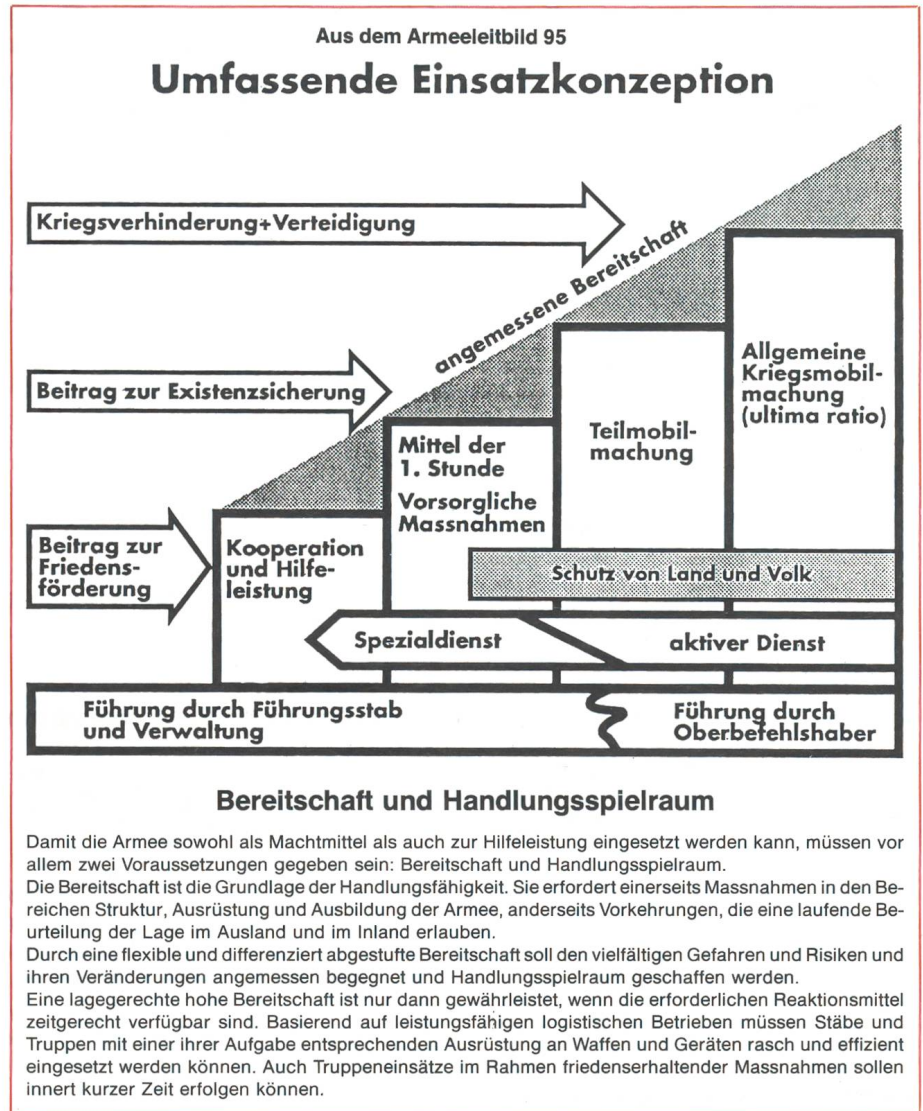 Aus dem Armeeleitbild 95
Umfassende Einsatzkonzeption
Kriegsverhinderung+Verteidigung
angemessene Bereitschaft
Beitrag zur Existenzsicherung
Allgemeine
Kriegsmobil-
machung
(ultima ratio)
Teilmobil-
machung
Mittel der
1. Stunde
Vorsorgliche
Massnahmen
Beitrag zur
Friedens-
förderung
Kooperation
und Hilfe-
leistung
Schutz von Land und Volk
Spezialdienst
aktiver Dienst
Führung durch Führungsstab
und Verwaltung
Führung durch
Oberbefehlshaber
Bereitschaft und Handlungsspielraum
Damit die Armee sowohl als Machtmittel als auch zur Hilfeleistung eingesetzt werden kann, müssen vor
allem zwei Voraussetzungen gegeben sein: Bereitschaft und Handlungsspielraum.
Die Bereitschaft ist die Grundlage der Handlungsfähigkeit. Sie erfordert einerseits Massnahmen in den Be-
reichen Struktur, Ausrüstung und Ausbildung der Armee, anderseits Vorkehrungen, die eine laufende Be-
urteilung der Lage im Ausland und im Inland erlauben.
Durch eine flexible und differenziert abgestufte Bereitschaft soll den vielfältigen Gefahren und Risiken und
ihren Veränderungen angemessen begegnet und Handlungsspielraum geschaffen werden.
Eine lagegerechte hohe Bereitschaft ist nur dann gewährleistet, wenn die erforderlichen Reaktionsmittel
zeitgerecht verfügbar sind. Basierend auf leistungsfähigen logistischen Betrieben müssen Stäbe und
Truppen mit einer ihrer Aufgabe entsprechenden Ausrüstung an Waffen und Geräten rasch und effizient
eingesetzt werden können. Auch Truppeneinsätze im Rahmen friedenserhaltender Massnahmen sollen
innert kurzer Zeit erfolgen können.